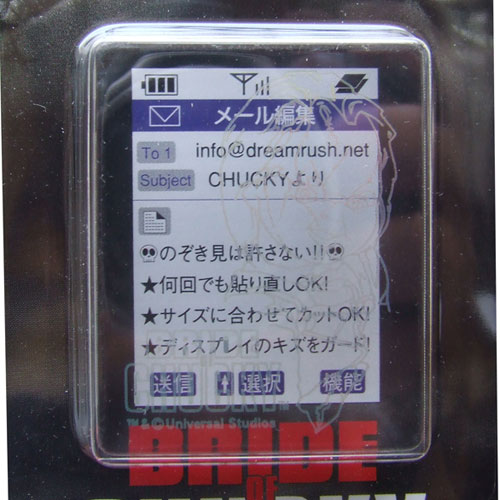 メール編集
To 1 info@dreamrush.net
Subject CHUCKYより
のぞき見は許さない!!
★何回でも貼り直しOK!
★サイズに合わせてカットOK!
★ディスプレイのキズをガード!
送信 選択 機能
CHUCKY
TM&©Universal Studios
BRIDE
OF